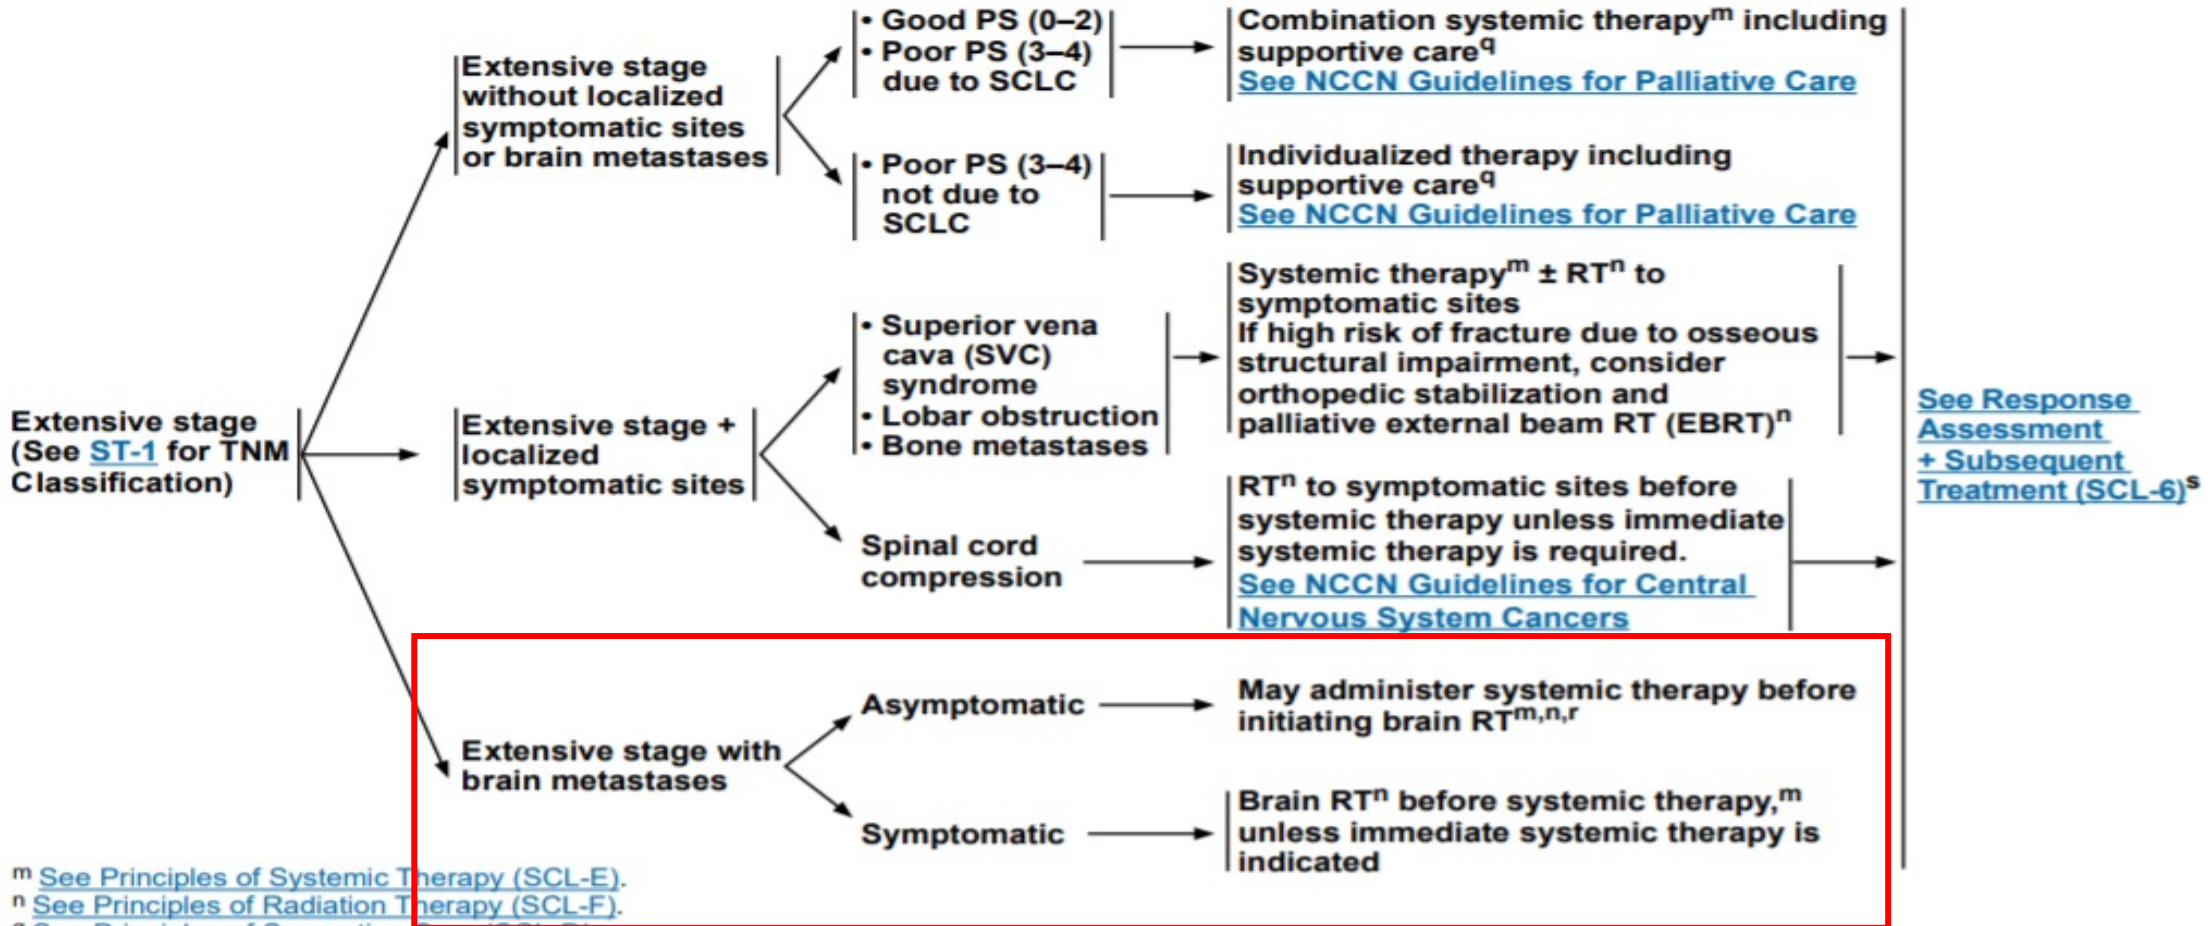 Extensive stage
(See ST-1 for TNM
Classification)
Extensive stage
without localized
symptomatic sites
or brain metastases
• Good PS (0–2)
• Poor PS (3–4)
due to SCLC
Combination systemic therapyᵐ including
supportive care^q
See NCCN Guidelines for Palliative Care
• Poor PS (3–4)
not due to
SCLC
Individualized therapy including
supportive care^q
See NCCN Guidelines for Palliative Care
Extensive stage +
localized
symptomatic sites
• Superior vena
cava (SVC)
syndrome
• Lobar obstruction
• Bone metastases
Systemic therapyᵐ ± RTⁿ to
symptomatic sites
If high risk of fracture due to osseous
structural impairment, consider
orthopedic stabilization and
palliative external beam RT (EBRT)ⁿ
Spinal cord
compression
RTⁿ to symptomatic sites before
systemic therapy unless immediate
systemic therapy is required.
See NCCN Guidelines for Central
Nervous System Cancers
Extensive stage with
brain metastases
Asymptomatic
May administer systemic therapy before
initiating brain RTᵐ,ⁿ,ʳ
Symptomatic
Brain RTⁿ before systemic therapy,ᵐ
unless immediate systemic therapy is
indicated
See Response
Assessment
+ Subsequent
Treatment (SCL-6)ˢ
ᵐ See Principles of Systemic Therapy (SCL-E).
ⁿ See Principles of Radiation Therapy (SCL-F).